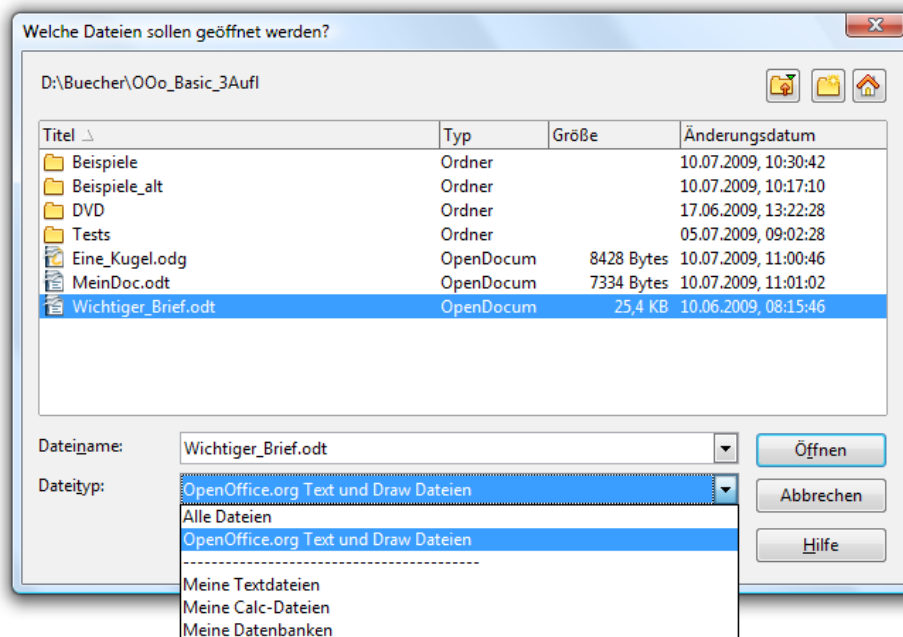 Welche Dateien sollen geöffnet werden?
D:\Buecher\OOo_Basic_3Aufl
Titel Typ Größe Änderungsdatum
Beispiele Ordner 10.07.2009, 10:30:42
Beispiele_alt Ordner 10.07.2009, 10:17:10
DVD Ordner 17.06.2009, 13:22:28
Tests Ordner 05.07.2009, 09:02:28
Eine_Kugel.odg OpenDocum 8428 Bytes 10.07.2009, 11:00:46
MeinDoc.odt OpenDocum 7334 Bytes 10.07.2009, 11:01:02
Wichtiger_Brief.odt OpenDocum 25,4 KB 10.06.2009, 08:15:46
Dateiname: Wichtiger_Brief.odt Öffnen
Dateityp: OpenOffice.org Text und Draw Dateien Abbrechen
Alle Dateien
OpenOffice.org Text und Draw Dateien Hilfe
------------------------------------------
Meine Textdateien
Meine Calc-Dateien
Meine Datenbanken